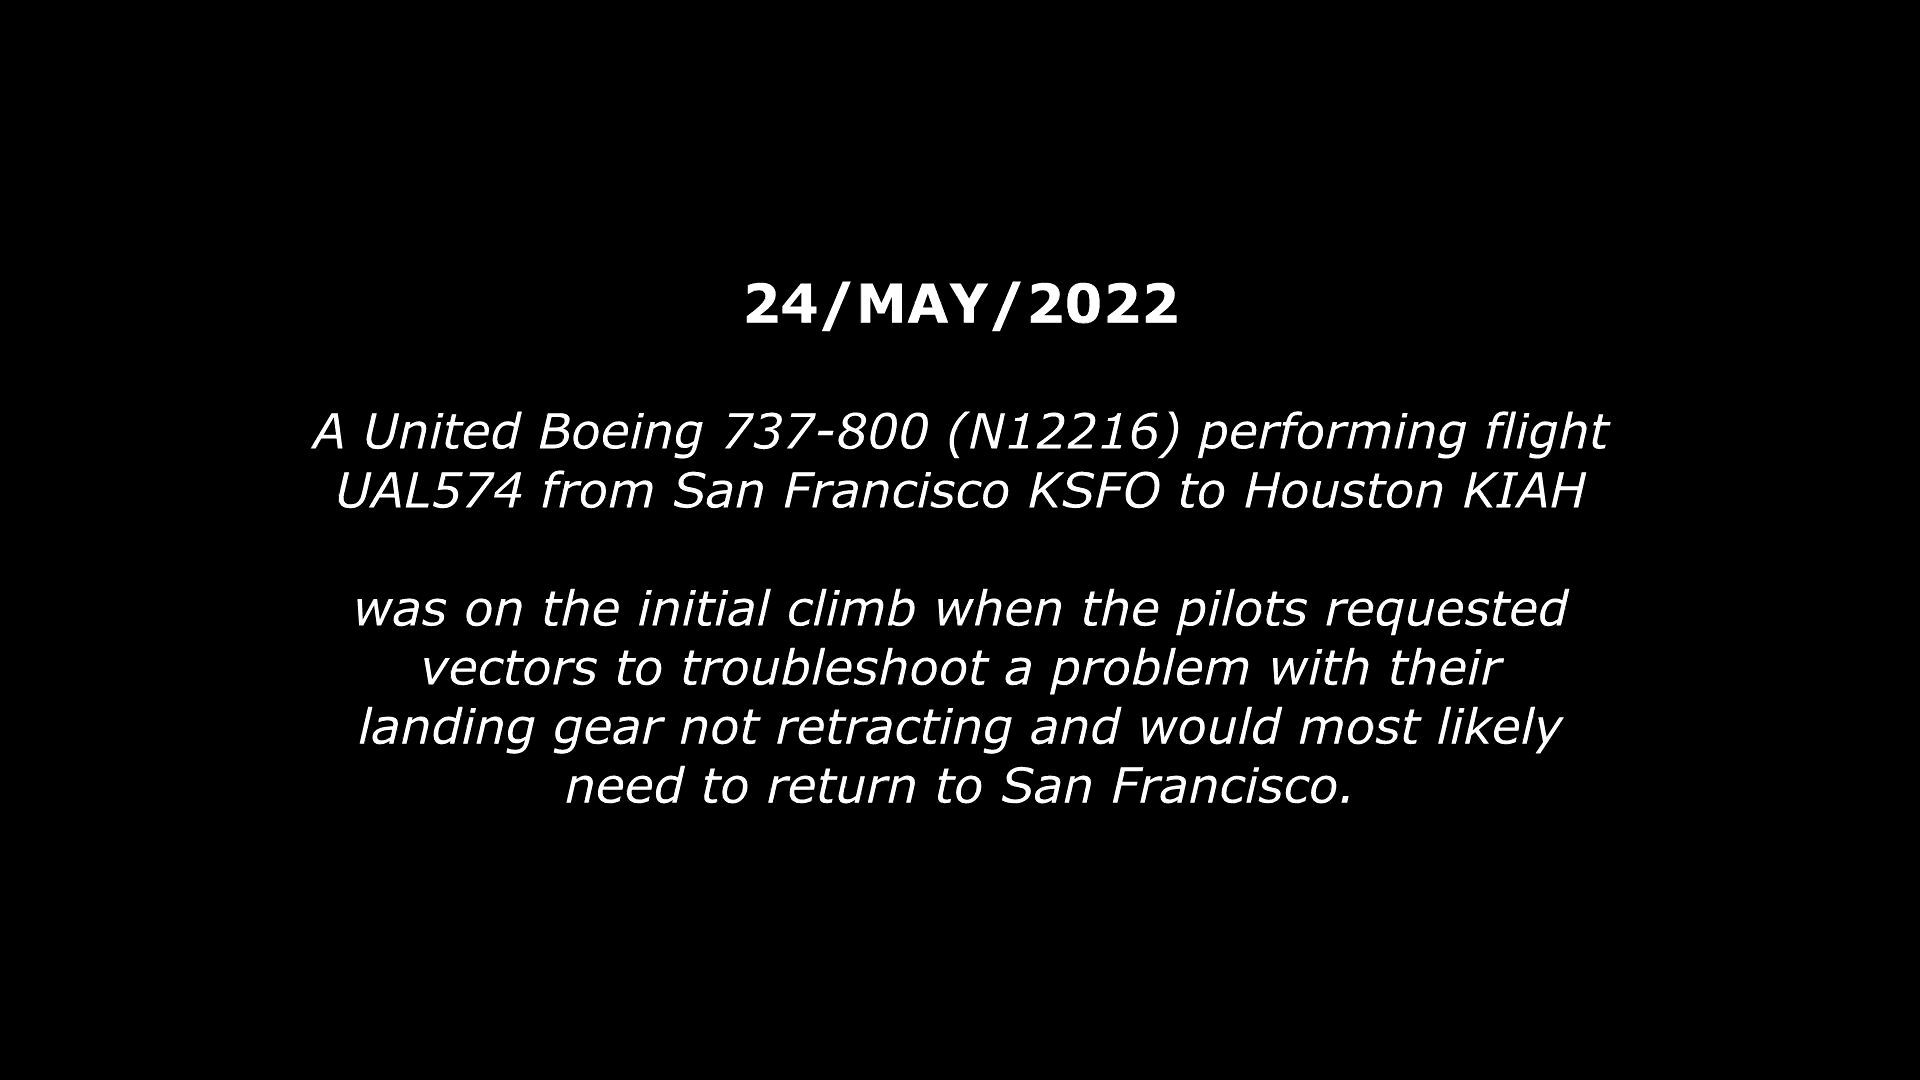 24/MAY/2022
A United Boeing 737-800 (N12216) performing flight
UAL574 from San Francisco KSFO to Houston KIAH
was on the initial climb when the pilots requested
vectors to troubleshoot a problem with their
landing gear not retracting and would most likely
need to return to San Francisco.